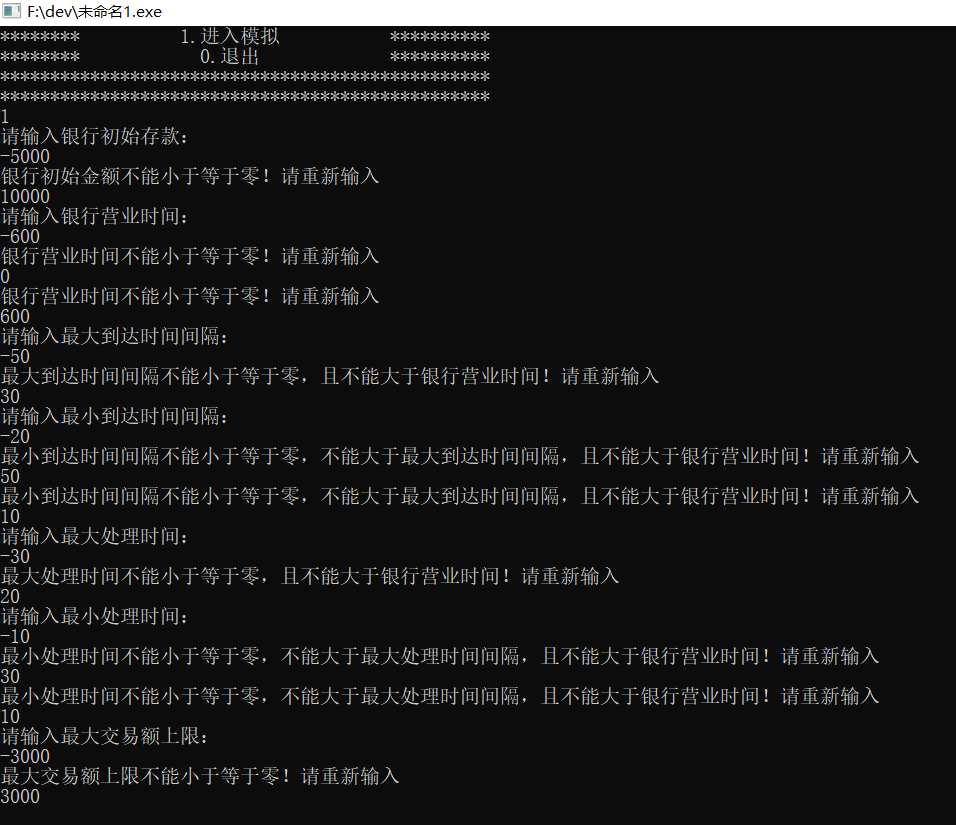 F:\dev\未命名1.exe
******** 1.进入模拟 **********
******** 0.退出 **********
*************************************************
*************************************************
1
请输入银行初始存款：
-5000
银行初始金额不能小于等于零！请重新输入
10000
请输入银行营业时间：
-600
银行营业时间不能小于等于零！请重新输入
0
银行营业时间不能小于等于零！请重新输入
600
请输入最大到达时间间隔：
-50
最大到达时间间隔不能小于等于零，且不能大于银行营业时间！请重新输入
30
请输入最小到达时间间隔：
-20
最小到达时间间隔不能小于等于零，不能大于最大到达时间间隔，且不能大于银行营业时间！请重新输入
50
最小到达时间间隔不能小于等于零，不能大于最大到达时间间隔，且不能大于银行营业时间！请重新输入
10
请输入最大处理时间：
-30
最大处理时间不能小于等于零，且不能大于银行营业时间！请重新输入
20
请输入最小处理时间：
-10
最小处理时间不能小于等于零，不能大于最大处理时间间隔，且不能大于银行营业时间！请重新输入
30
最小处理时间不能小于等于零，不能大于最大处理时间间隔，且不能大于银行营业时间！请重新输入
10
请输入最大交易额上限：
-3000
最大交易额上限不能小于等于零！请重新输入
3000